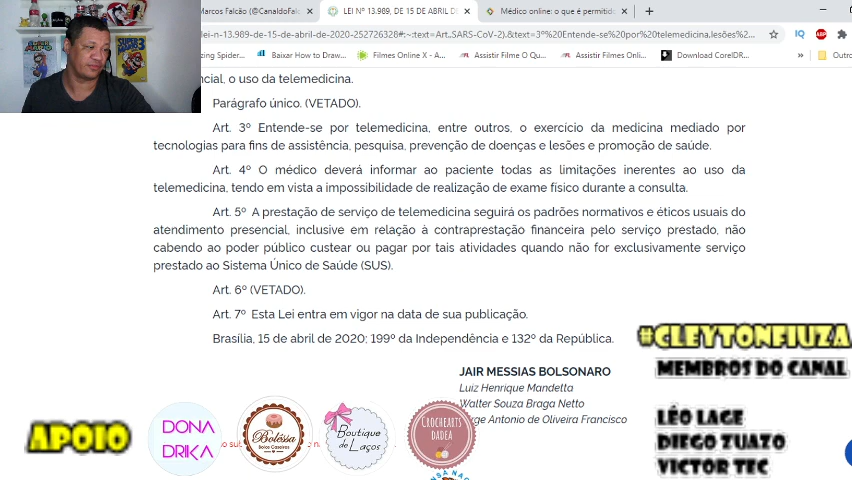 Marcos Falcão (@CanaldoFalc
LEI Nº 13.989, DE 15 DE ABRIL D
Médico online: o que é permitid
lei-n-13.989-de-15-de-abril-de-2020-252726328#:~:text=Art.,SARS-CoV-2).&text=3º%20Entende-se%20por%20telemedicina,lesões%2...
zing Spider...
Baixar How to Draw...
Filmes Online X - A...
Assistir Filme O Qu...
Assistir Filmes Onli...
Download CorelDR...
Outro
ncial, o uso da telemedicina.
Parágrafo único. (VETADO).
Art. 3º Entende-se por telemedicina, entre outros, o exercício da medicina mediado por
tecnologias para fins de assistência, pesquisa, prevenção de doenças e lesões e promoção de saúde.
Art. 4º O médico deverá informar ao paciente todas as limitações inerentes ao uso da
telemedicina, tendo em vista a impossibilidade de realização de exame físico durante a consulta.
Art. 5º A prestação de serviço de telemedicina seguirá os padrões normativos e éticos usuais do
atendimento presencial, inclusive em relação à contraprestação financeira pelo serviço prestado, não
cabendo ao poder público custear ou pagar por tais atividades quando não for exclusivamente serviço
prestado ao Sistema Único de Saúde (SUS).
Art. 6º (VETADO).
Art. 7º Esta Lei entra em vigor na data de sua publicação.
Brasília, 15 de abril de 2020; 199º da Independência e 132º da República.
JAIR MESSIAS BOLSONARO
Luiz Henrique Mandetta
Walter Souza Braga Netto
ge Antonio de Oliveira Francisco
#CLEYTONFIUZA
MEMBROS DO CANAL
LÉO LAGE
DIEGO ZUAZO
VICTOR TEC
APOIO
DONA
DRIKA
Boléssa
Bolos Caseiros
Boutique
de Laços
CROCHEARTS
DADEA